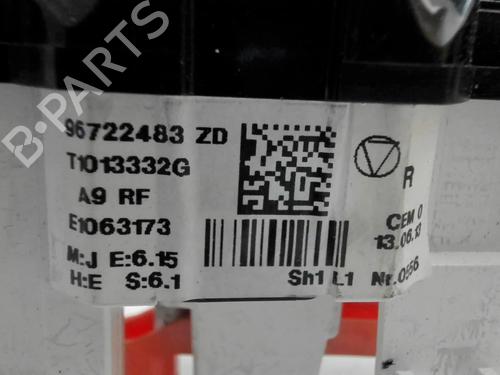 B-PARTS
96722483 ZD
T1013332G
A9 RF
E1063173
M:J E:6.15
H:E S:6.1
R
CEM 0
13.06.13
Sh1 L1 Nr.0556